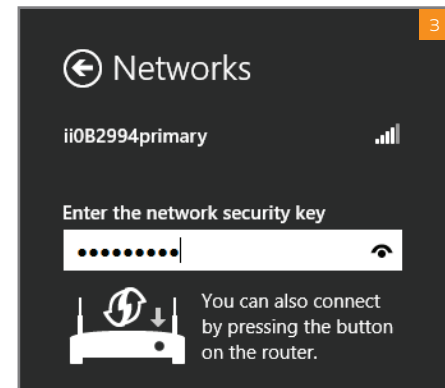 3
Networks
ii0B2994primary
Enter the network security key
•••••••••
You can also connect
by pressing the button
on the router.